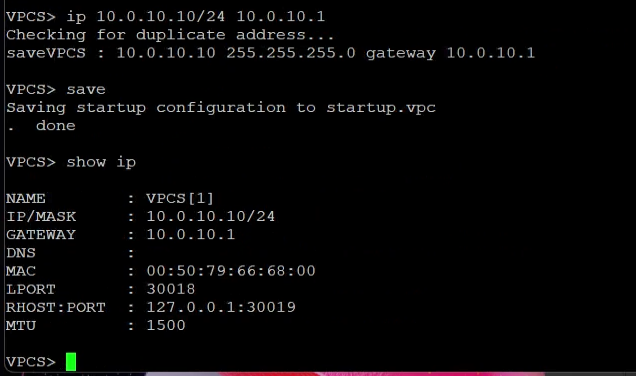 VPCS> ip 10.0.10.10/24 10.0.10.1
Checking for duplicate address...
saveVPCS : 10.0.10.10 255.255.255.0 gateway 10.0.10.1
VPCS> save
Saving startup configuration to startup.vpc
.  done
VPCS> show ip
NAME        : VPCS[1]
IP/MASK     : 10.0.10.10/24
GATEWAY     : 10.0.10.1
DNS         :
MAC         : 00:50:79:66:68:00
LPORT       : 30018
RHOST:PORT  : 127.0.0.1:30019
MTU         : 1500
VPCS>